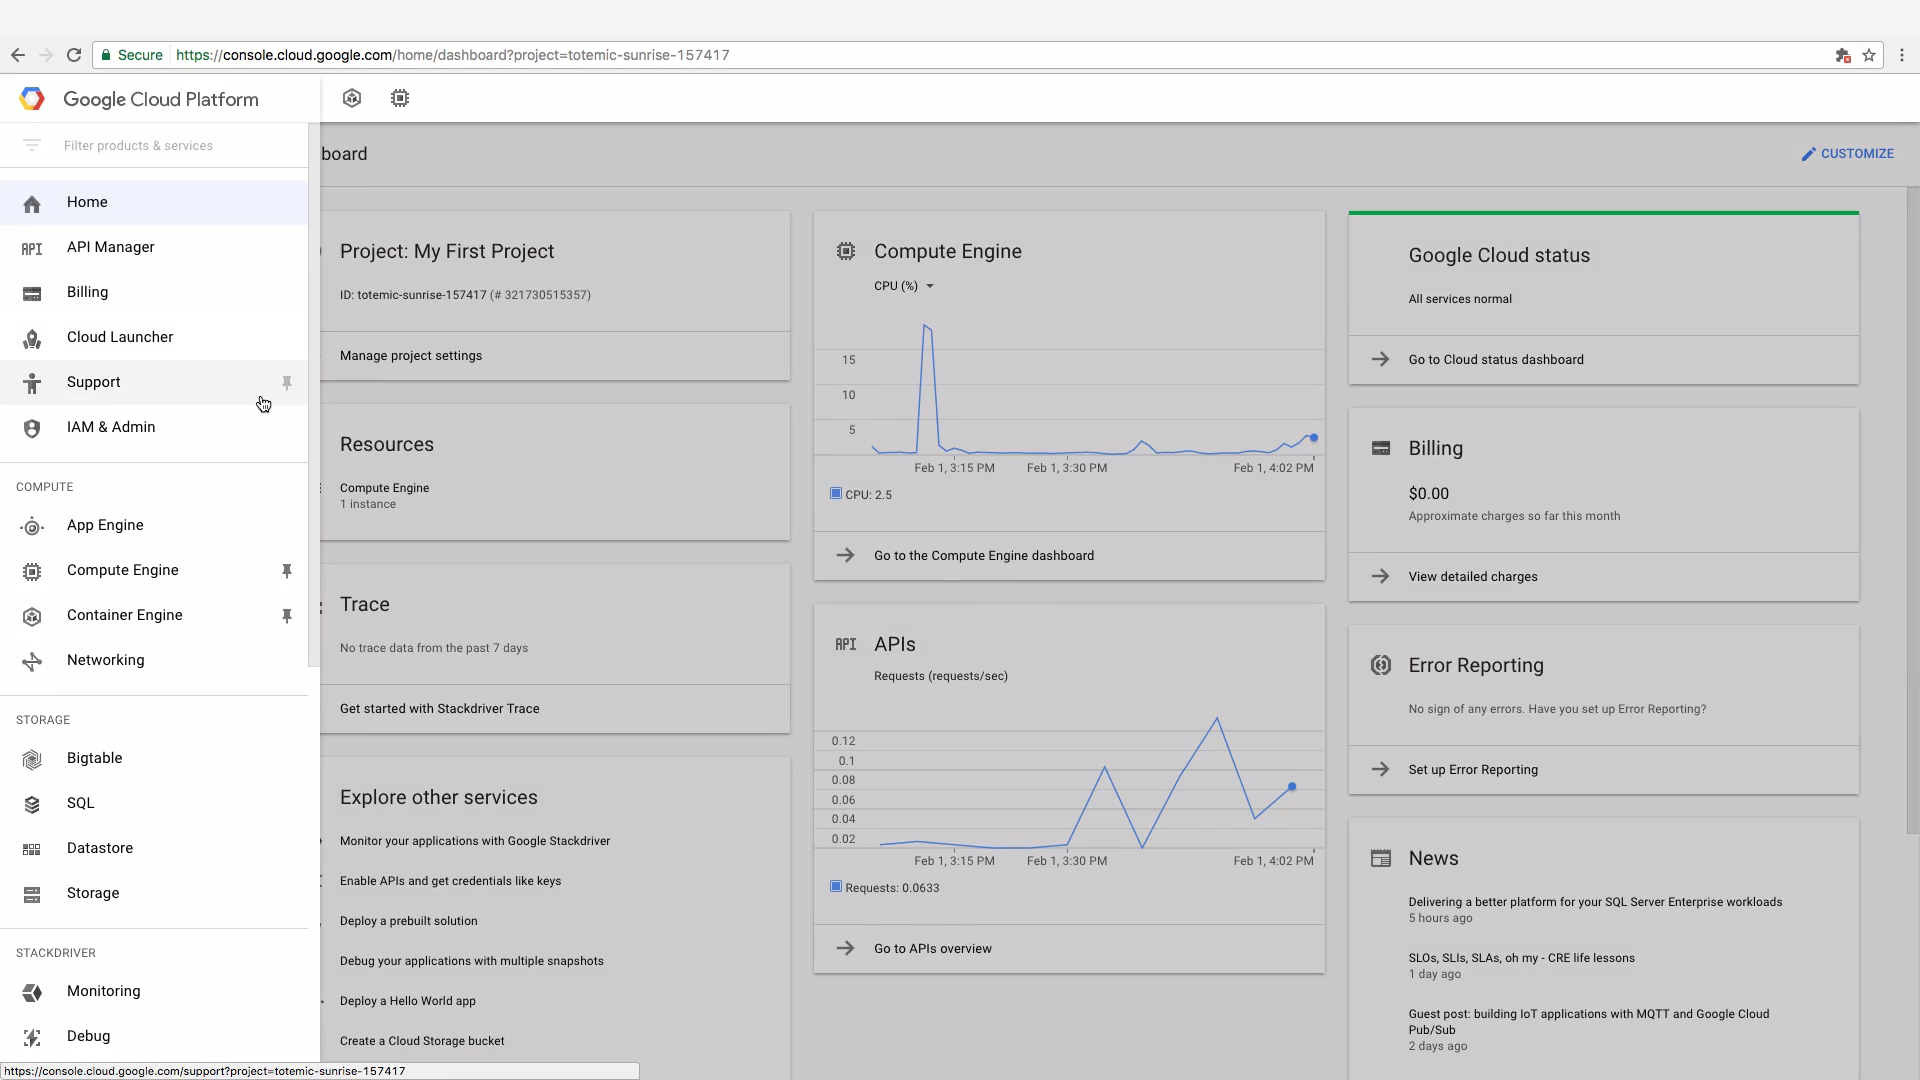 Secure https://console.cloud.google.com/home/dashboard?project=totemic-sunrise-157417
Google Cloud Platform
Filter products & services
Home
API API Manager
Billing
Cloud Launcher
Support
IAM & Admin
COMPUTE
App Engine
Compute Engine
Container Engine
Networking
STORAGE
Bigtable
SQL
Datastore
Storage
STACKDRIVER
Monitoring
Debug
https://console.cloud.google.com/support?project=totemic-sunrise-157417
board
CUSTOMIZE
Project: My First Project
ID: totemic-sunrise-157417 (# 321730515357)
Manage project settings
Resources
Compute Engine
1 instance
Trace
No trace data from the past 7 days
Get started with Stackdriver Trace
Explore other services
Monitor your applications with Google Stackdriver
Enable APIs and get credentials like keys
Deploy a prebuilt solution
Debug your applications with multiple snapshots
Deploy a Hello World app
Create a Cloud Storage bucket
Compute Engine
CPU (%)
15
10
5
Feb 1, 3:15 PM Feb 1, 3:30 PM Feb 1, 4:02 PM
CPU: 2.5
Go to the Compute Engine dashboard
API APIs
Requests (requests/sec)
0.12
0.1
0.08
0.06
0.04
0.02
Feb 1, 3:15 PM Feb 1, 3:30 PM Feb 1, 4:02 PM
Requests: 0.0633
Go to APIs overview
Google Cloud status
All services normal
Go to Cloud status dashboard
Billing
$0.00
Approximate charges so far this month
View detailed charges
Error Reporting
No sign of any errors. Have you set up Error Reporting?
Set up Error Reporting
News
Delivering a better platform for your SQL Server Enterprise workloads
5 hours ago
SLOs, SLIs, SLAs, oh my - CRE life lessons
1 day ago
Guest post: building IoT applications with MQTT and Google Cloud
Pub/Sub
2 days ago